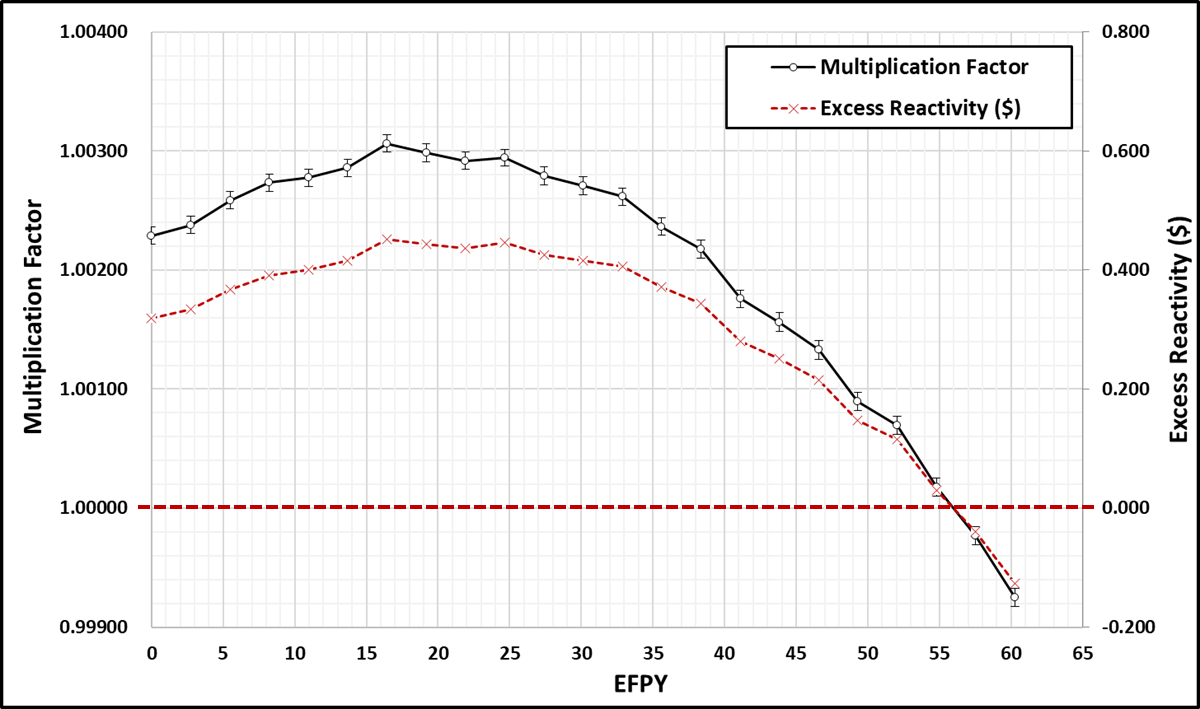 Multiplication Factor
Excess Reactivity ($)
1.00400
1.00300
1.00200
1.00100
1.00000
0.99900
Multiplication Factor
0.800
0.600
0.400
0.200
0.000
-0.200
Excess Reactivity ($)
0 5 10 15 20 25 30 35 40 45 50 55 60 65
EFPY